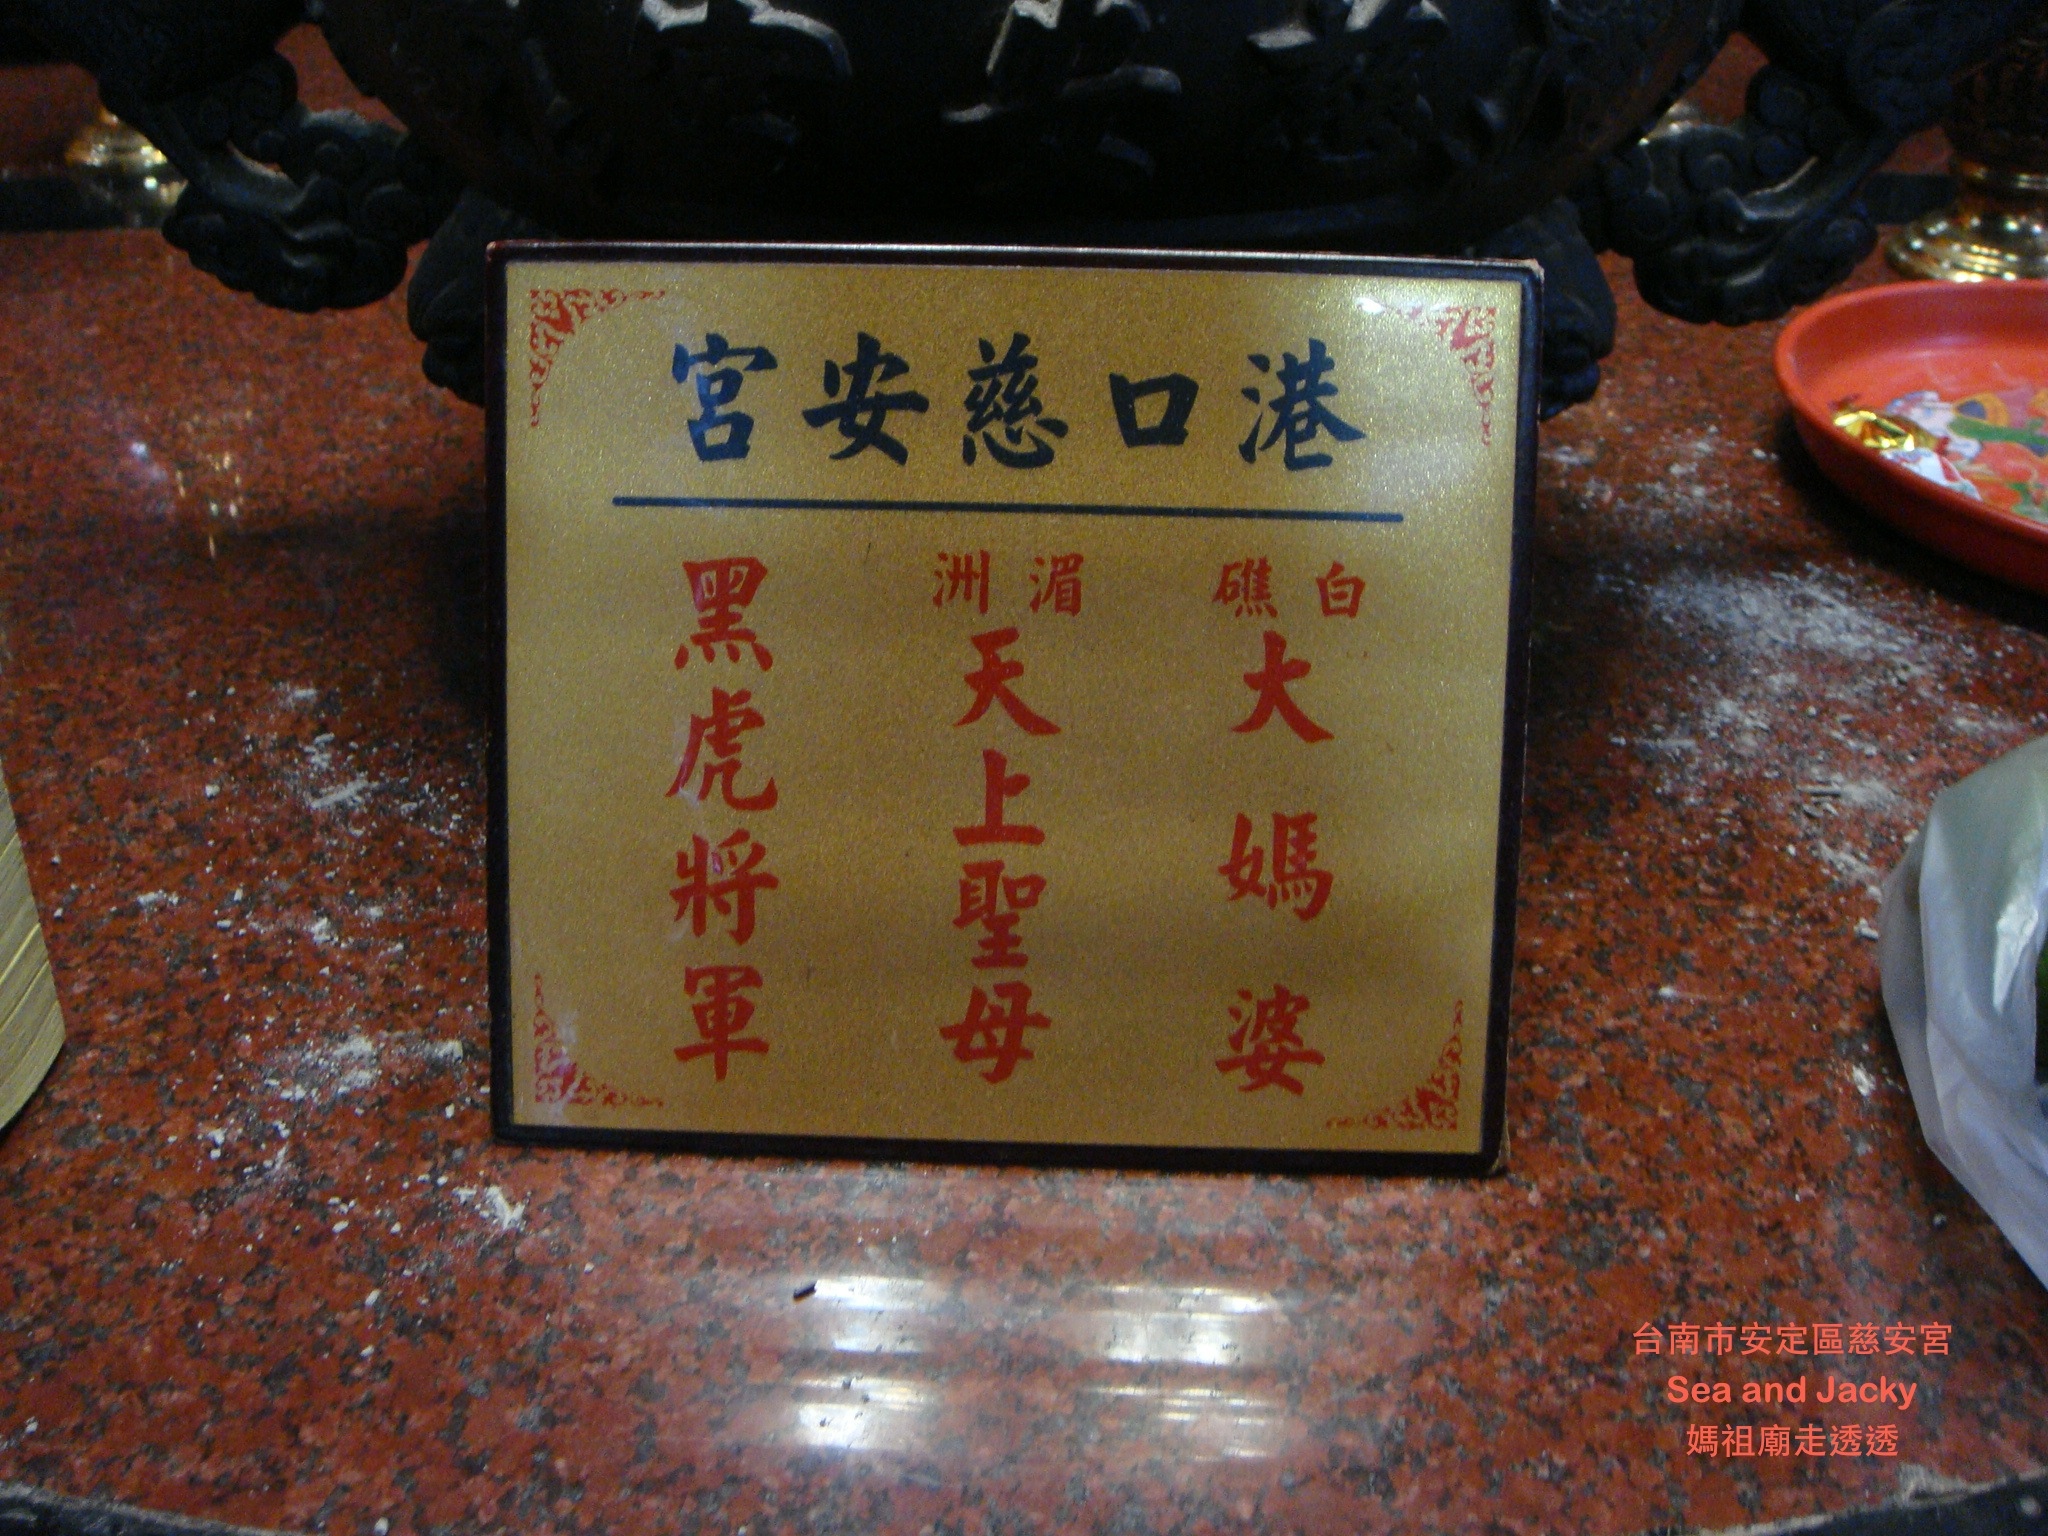 港口慈安宮
白礁
大媽婆
湄洲
天上聖母
黑虎將軍
台南市安定區慈安宮
Sea and Jacky
媽祖廟走透透